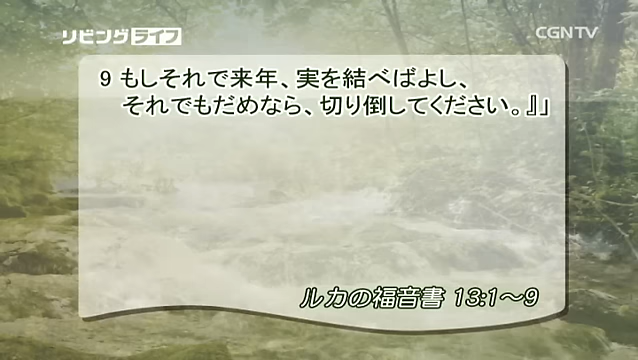 リビングライフ
CGNTV
9 もしそれで来年、実を結べばよし、
それでもだめなら、切り倒してください。』」
ルカの福音書 13:1～9